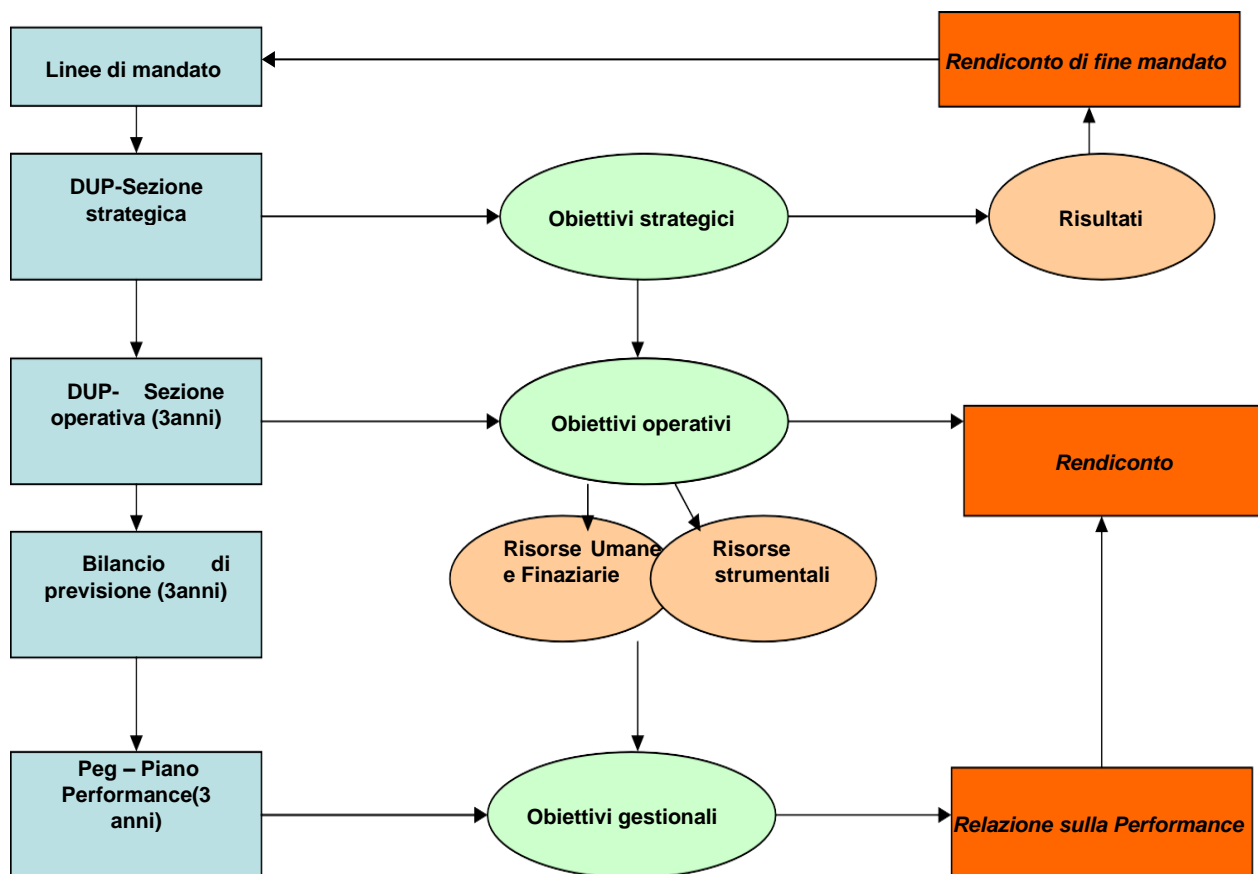 Linee di mandato
Rendiconto di fine mandato
DUP-Sezione
strategica
Obiettivi strategici
Risultati
DUP- Sezione
operativa (3anni)
Obiettivi operativi
Rendiconto
Bilancio di
previsione (3anni)
Risorse Umane
e Finaziarie
Risorse
strumentali
Peg – Piano
Performance(3
anni)
Obiettivi gestionali
Relazione sulla Performance